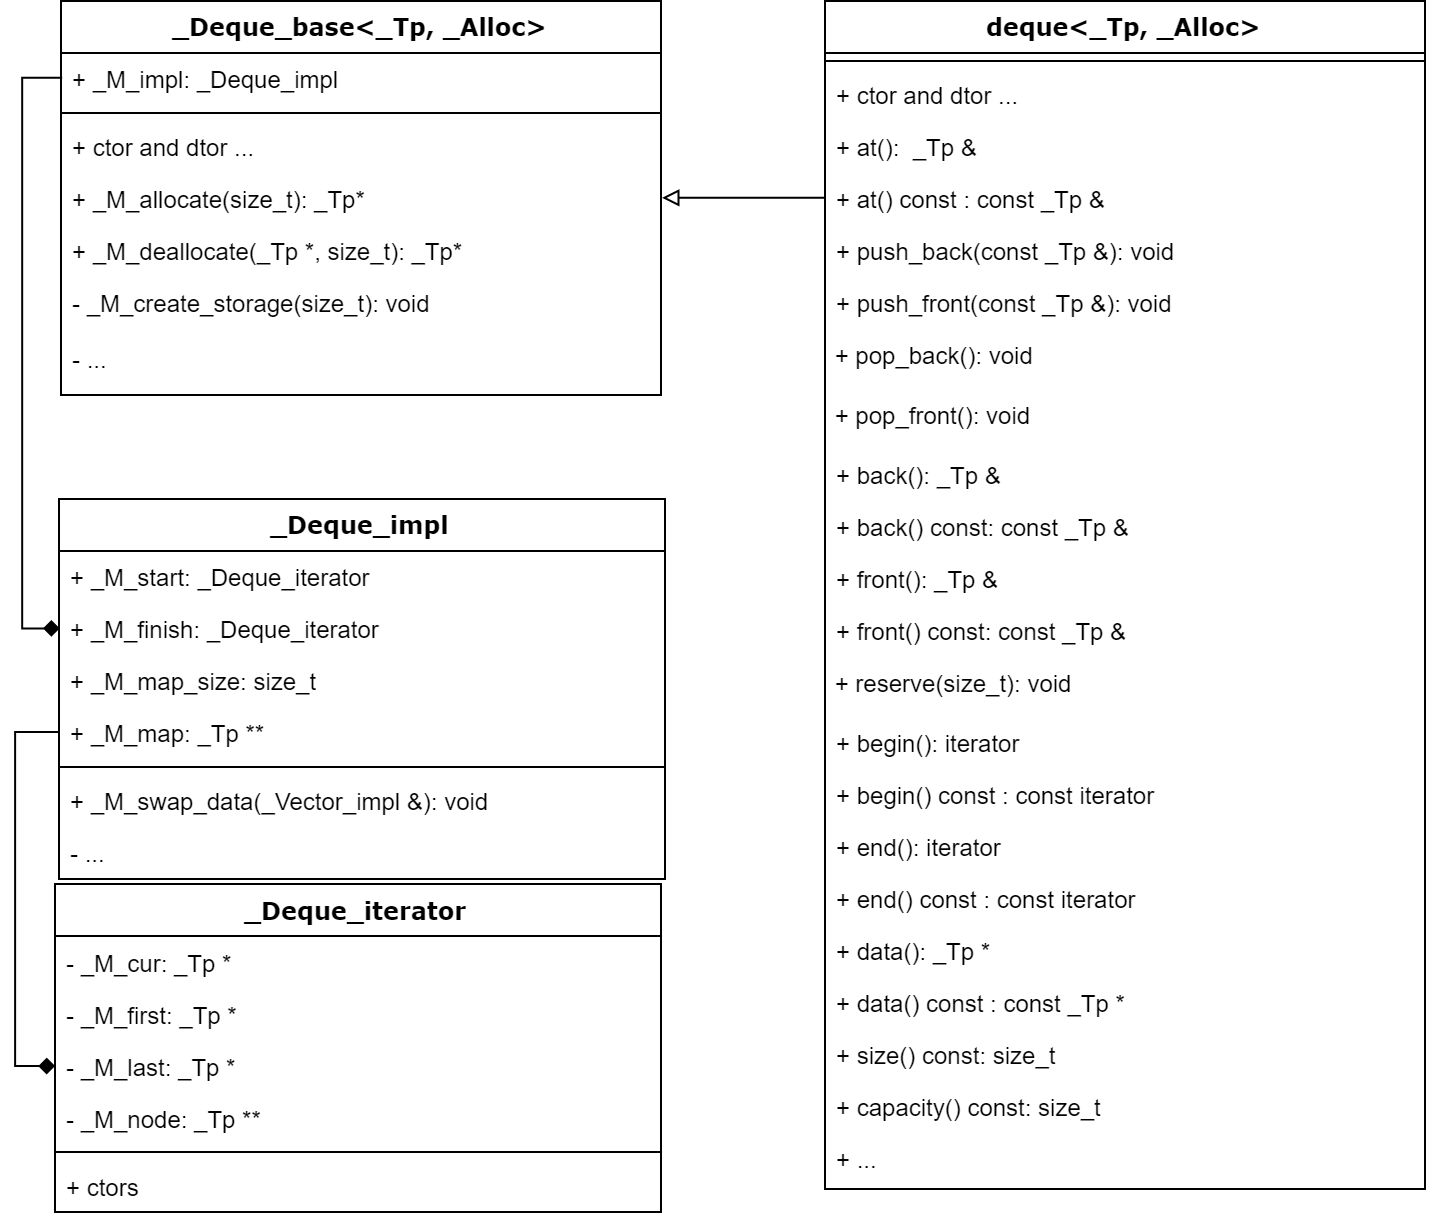 _Deque_base<_Tp, _Alloc>
+ _M_impl: _Deque_impl
+ ctor and dtor ...
+ _M_allocate(size_t): _Tp*
+ _M_deallocate(_Tp *, size_t): _Tp*
- _M_create_storage(size_t): void
- ...
_Deque_impl
+ _M_start: _Deque_iterator
+ _M_finish: _Deque_iterator
+ _M_map_size: size_t
+ _M_map: _Tp **
+ _M_swap_data(_Vector_impl &): void
- ...
_Deque_iterator
- _M_cur: _Tp *
- _M_first: _Tp *
- _M_last: _Tp *
- _M_node: _Tp **
+ ctors
deque<_Tp, _Alloc>
+ ctor and dtor ...
+ at():  _Tp &
+ at() const : const _Tp &
+ push_back(const _Tp &): void
+ push_front(const _Tp &): void
+ pop_back(): void
+ pop_front(): void
+ back(): _Tp &
+ back() const: const _Tp &
+ front(): _Tp &
+ front() const: const _Tp &
+ reserve(size_t): void
+ begin(): iterator
+ begin() const : const iterator
+ end(): iterator
+ end() const : const iterator
+ data(): _Tp *
+ data() const : const _Tp *
+ size() const: size_t
+ capacity() const: size_t
+ ...